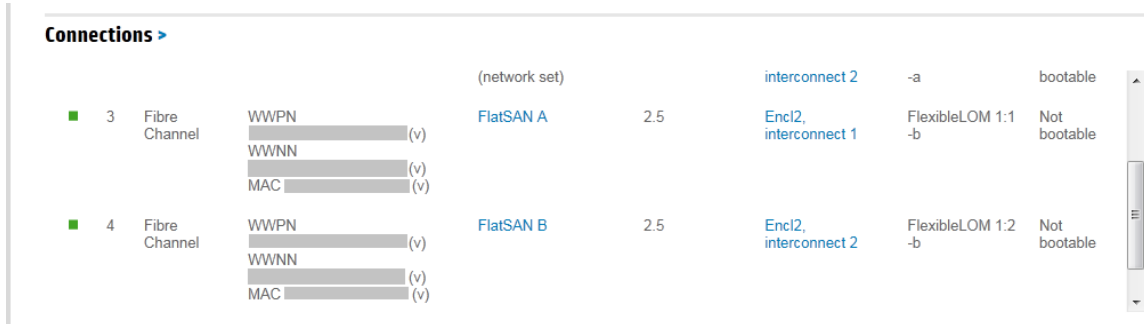 Connections >
(network set) interconnect 2 -a bootable
3 Fibre WWPN FlatSAN A 2.5 Encl2, FlexibleLOM 1:1 Not
Channel (v) interconnect 1 -b bootable
WWNN
(v)
MAC (v)
4 Fibre WWPN FlatSAN B 2.5 Encl2, FlexibleLOM 1:2 Not
Channel (v) interconnect 2 -b bootable
WWNN
(v)
MAC (v)